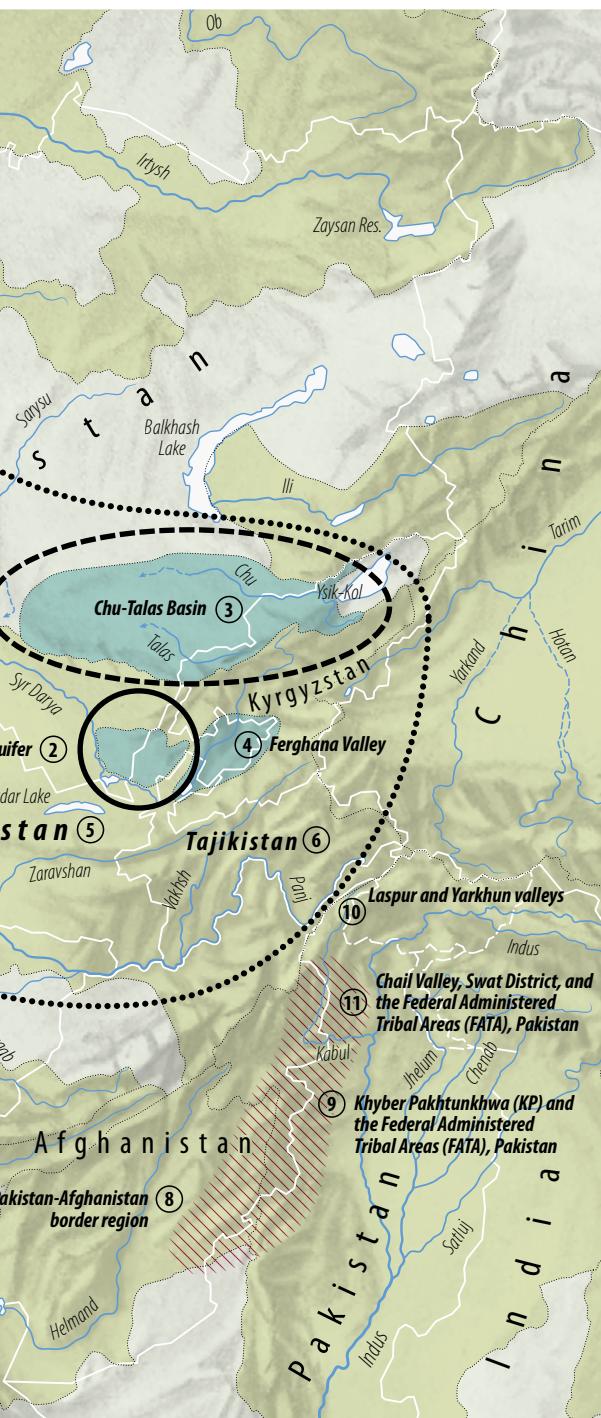 Ob
Irtysh
Zaysan Res.
stan
Sarysu
Balkhash
Lake
Ili
China
Tarim
Chu
Ysik-Kol
Chu-Talas Basin 3
Talas
Yarkand
Hotan
Syr Darya
Kyrgyzstan
uifer 2
4 Ferghana Valley
dar Lake
stan 5
Tajikistan 6
Zaravshan
Vakhsh
Panj
Laspur and Yarkhun valleys
10
Indus
Chail Valley, Swat District, and
11 the Federal Administered
Tribal Areas (FATA), Pakistan
Kabul
Jhelum
Chenab
9 Khyber Pakhtunkhwa (KP) and
the Federal Administered
Tribal Areas (FATA), Pakistan
Afghanistan
akistan-Afghanistan 8
border region
Pakistan
Satluj
India
Helmand
Indus